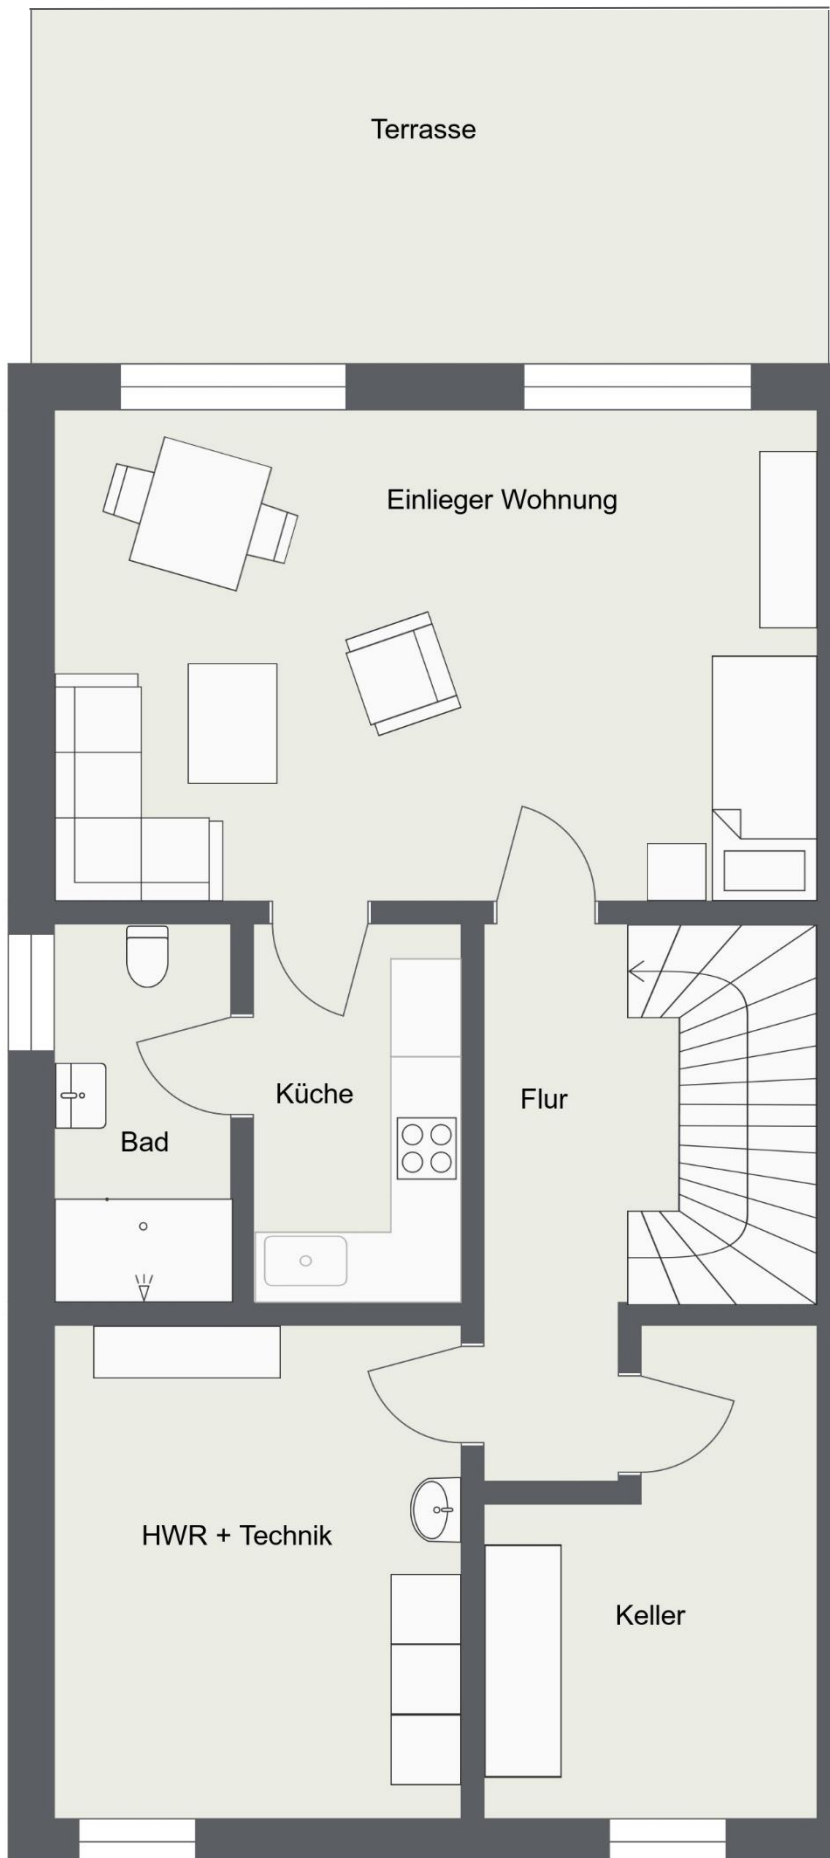 Terrasse
Einlieger Wohnung
Küche
Flur
Bad
HWR + Technik
Keller